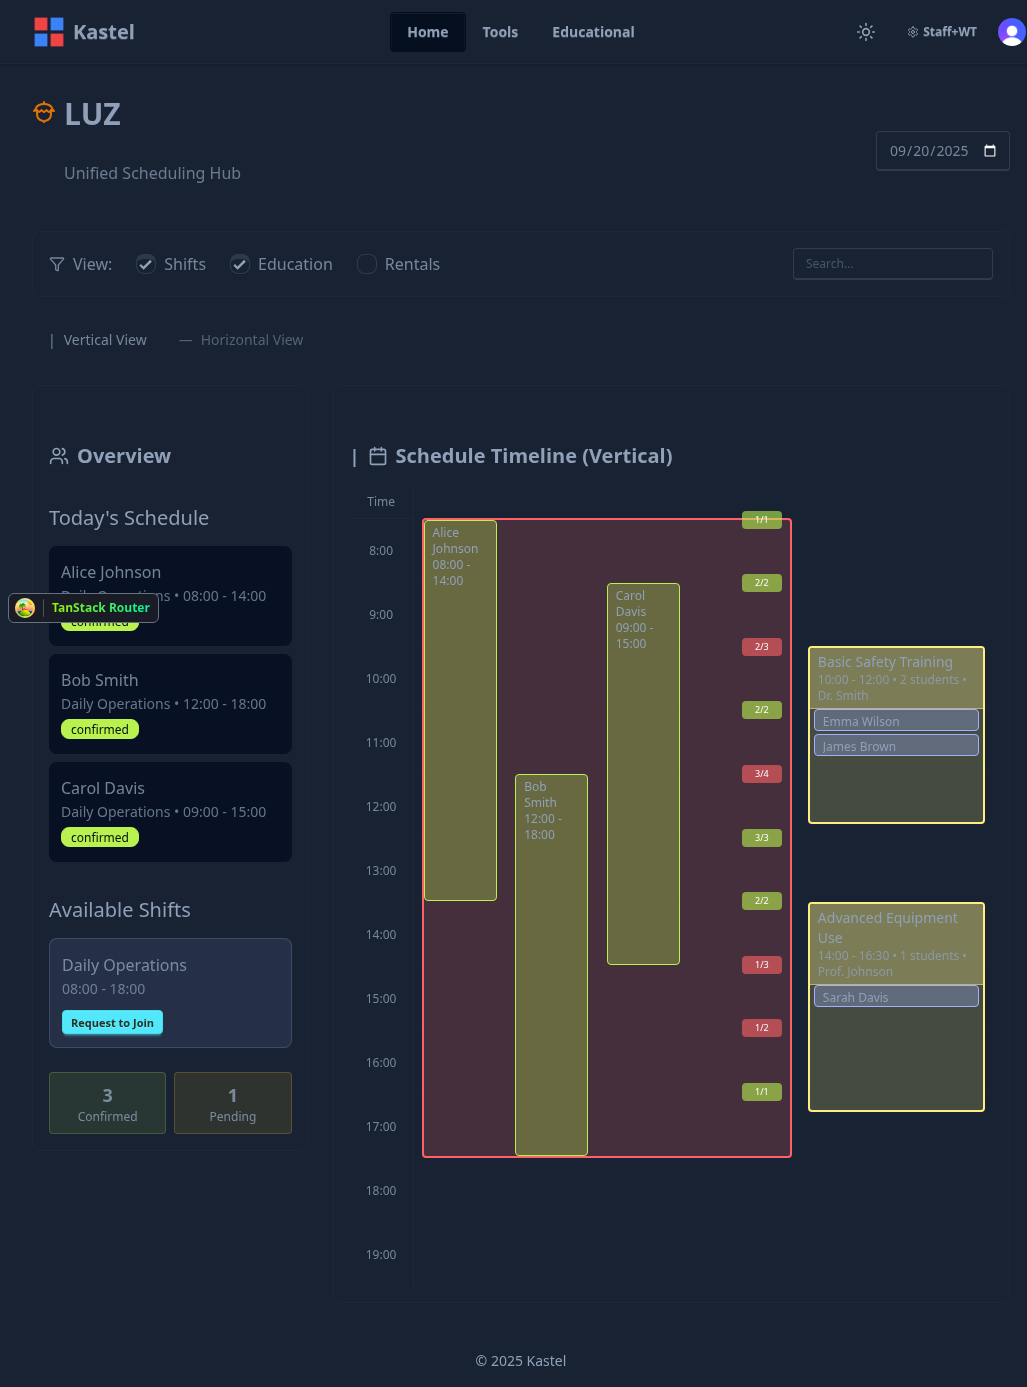 Kastel
Home
Tools
Educational
Staff+WT
LUZ
Unified Scheduling Hub
09/20/2025
View:
Shifts
Education
Rentals
Search...
| Vertical View
— Horizontal View
Overview
Today's Schedule
Alice Johnson
Daily Operations • 08:00 - 14:00
confirmed
TanStack Router
Bob Smith
Daily Operations • 12:00 - 18:00
confirmed
Carol Davis
Daily Operations • 09:00 - 15:00
confirmed
Available Shifts
Daily Operations
08:00 - 18:00
Request to Join
3
Confirmed
1
Pending
| Schedule Timeline (Vertical)
Time
8:00
9:00
10:00
11:00
12:00
13:00
14:00
15:00
16:00
17:00
18:00
19:00
Alice
Johnson
08:00 -
14:00
Bob
Smith
12:00 -
18:00
Carol
Davis
09:00 -
15:00
1/1
2/2
2/3
2/2
3/4
3/3
2/2
1/3
1/2
1/1
Basic Safety Training
10:00 - 12:00 • 2 students •
Dr. Smith
Emma Wilson
James Brown
Advanced Equipment
Use
14:00 - 16:30 • 1 students •
Prof. Johnson
Sarah Davis
© 2025 Kastel